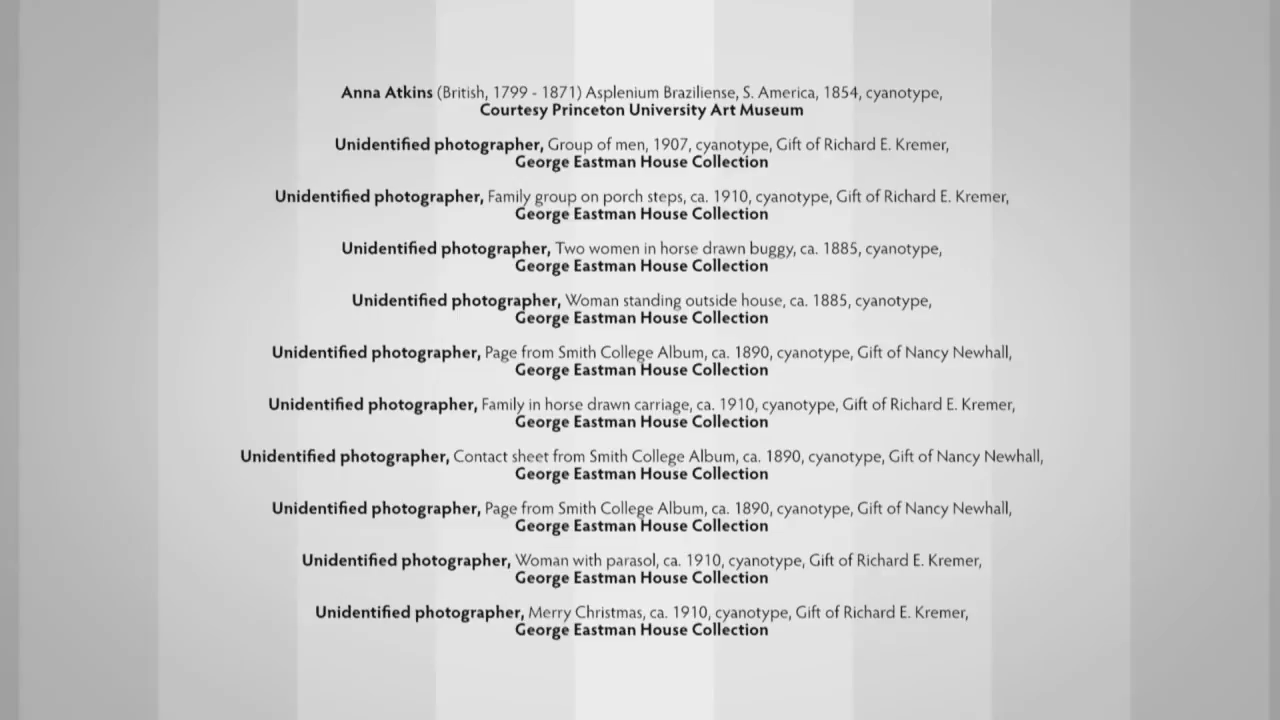 Anna Atkins (British, 1799 - 1871) Asplenium Braziliense, S. America, 1854, cyanotype,
Courtesy Princeton University Art Museum
Unidentified photographer, Group of men, 1907, cyanotype, Gift of Richard E. Kremer,
George Eastman House Collection
Unidentified photographer, Family group on porch steps, ca. 1910, cyanotype, Gift of Richard E. Kremer,
George Eastman House Collection
Unidentified photographer, Two women in horse drawn buggy, ca. 1885, cyanotype,
George Eastman House Collection
Unidentified photographer, Woman standing outside house, ca. 1885, cyanotype,
George Eastman House Collection
Unidentified photographer, Page from Smith College Album, ca. 1890, cyanotype, Gift of Nancy Newhall,
George Eastman House Collection
Unidentified photographer, Family in horse drawn carriage, ca. 1910, cyanotype, Gift of Richard E. Kremer,
George Eastman House Collection
Unidentified photographer, Contact sheet from Smith College Album, ca. 1890, cyanotype, Gift of Nancy Newhall,
George Eastman House Collection
Unidentified photographer, Page from Smith College Album, ca. 1890, cyanotype, Gift of Nancy Newhall,
George Eastman House Collection
Unidentified photographer, Woman with parasol, ca. 1910, cyanotype, Gift of Richard E. Kremer,
George Eastman House Collection
Unidentified photographer, Merry Christmas, ca. 1910, cyanotype, Gift of Richard E. Kremer,
George Eastman House Collection